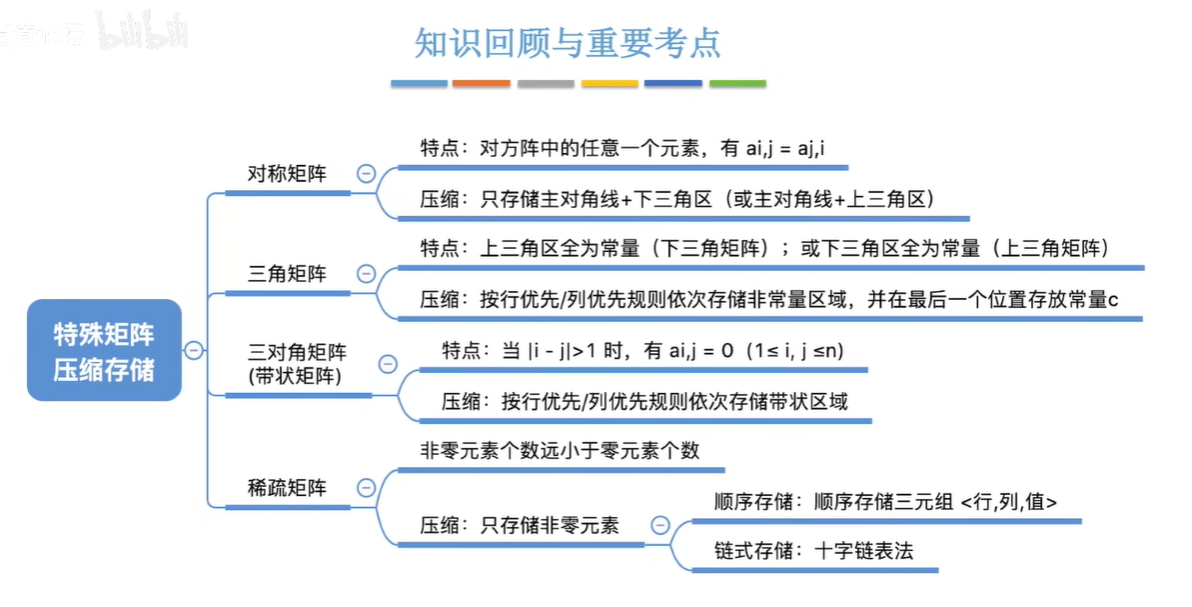 bilibili
知识回顾与重要考点
对称矩阵
特点：对方阵中的任意一个元素，有 ai,j = aj,i
压缩：只存储主对角线+下三角区（或主对角线+上三角区）
三角矩阵
特点：上三角区全为常量（下三角矩阵）；或下三角区全为常量（上三角矩阵）
压缩：按行优先/列优先规则依次存储非常量区域，并在最后一个位置存放常量c
特殊矩阵
压缩存储
三对角矩阵
(带状矩阵)
特点：当 |i - j|>1 时，有 ai,j = 0（1≤ i, j ≤n)
压缩：按行优先/列优先规则依次存储带状区域
稀疏矩阵
非零元素个数远小于零元素个数
压缩：只存储非零元素
顺序存储：顺序存储三元组 <行,列,值>
链式存储：十字链表法